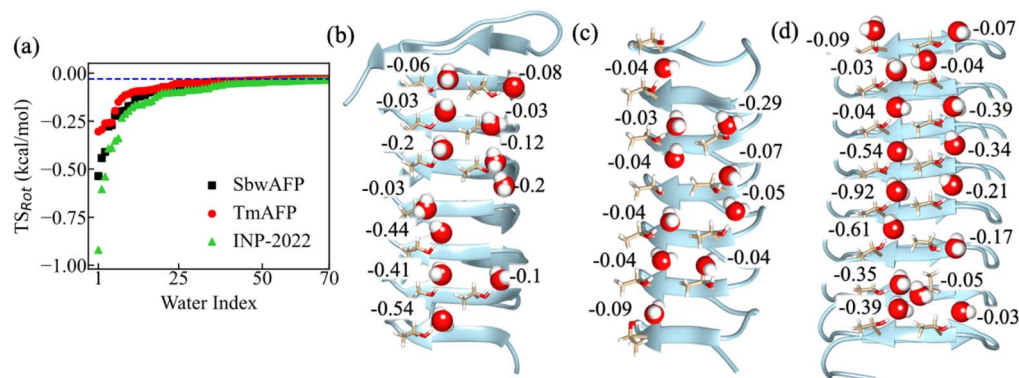 (a)
TS_Rot (kcal/mol)
0.00
−0.25
−0.50
−0.75
−1.00
SbwAFP
TmAFP
INP-2022
1 25 50 70
Water Index
(b)
-0.06 -0.08
-0.03 -0.03
-0.2 -0.12
-0.03 -0.2
-0.44
-0.41 -0.1
-0.54
(c)
-0.04
-0.03 -0.29
-0.04 -0.07
-0.04 -0.05
-0.04 -0.04
-0.09
(d)
-0.09 -0.07
-0.03 -0.04
-0.04 -0.39
-0.54 -0.34
-0.92 -0.21
-0.61 -0.17
-0.35 -0.05
-0.39 -0.03